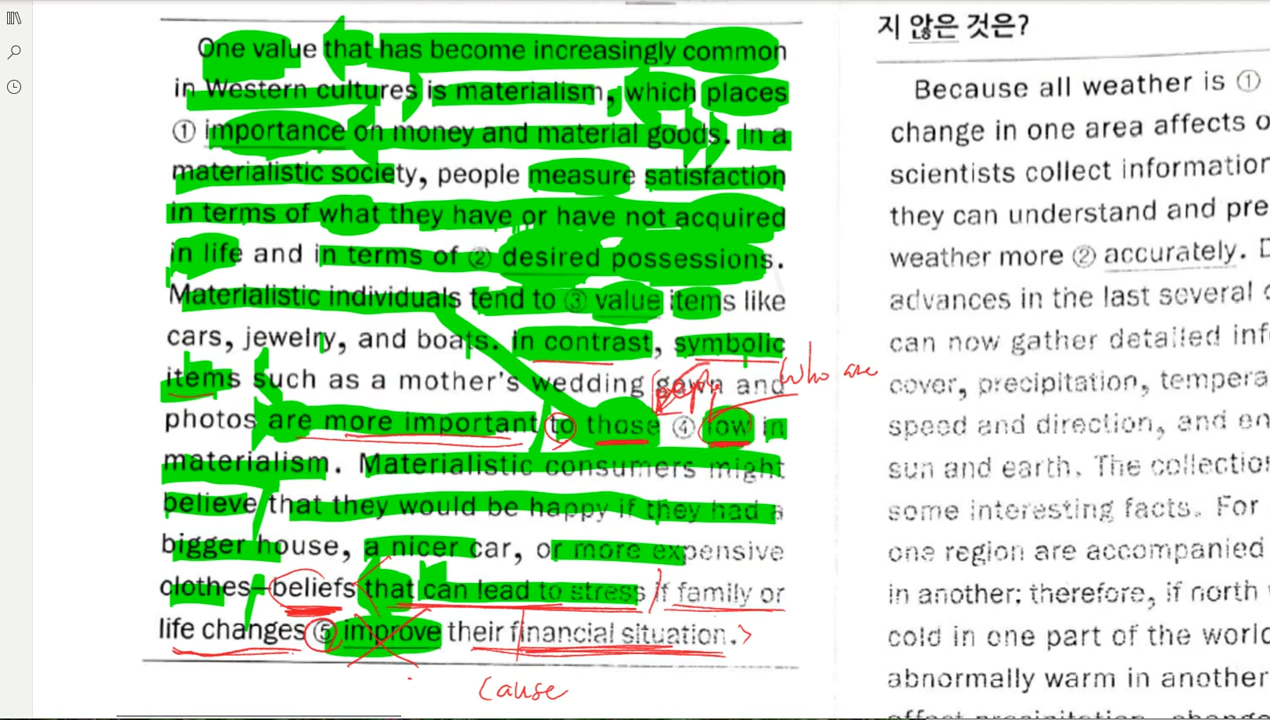 One value that has become increasingly common
in Western cultures is materialism, which places
① importance on money and material goods. In a
materialistic society, people measure satisfaction
in terms of what they have or have not acquired
in life and in terms of ② desired possessions.
Materialistic individuals tend to ③ value items like
cars, jewelry, and boats. In contrast, symbolic
items such as a mother's wedding gown and
who are
photos are more important to those ④ low in
materialism. Materialistic consumers might
believe that they would be happy if they had a
bigger house, a nicer car, or more expensive
clothes—beliefs that can lead to stress if family or
life changes ⑤ improve their financial situation.
cause
지 않은 것은?
Because all weather is ①
change in one area affects o
scientists collect information
they can understand and pre
weather more ② accurately. D
advances in the last several d
can now gather detailed inf
cover, precipitation, tempera
speed and direction, and en
sun and earth. The collectio
some interesting facts. For
one region are accompanied
in another; therefore, if north
cold in one part of the world
abnormally warm in another
affect precipitation, change